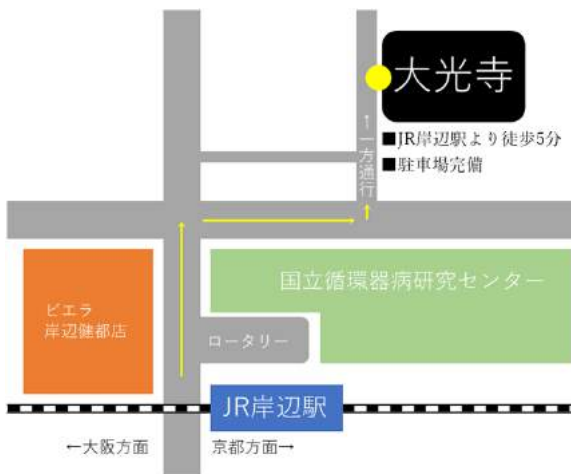 大光寺
■JR岸辺駅より徒歩5分
■駐車場完備
↑一方通行
国立循環器病研究センター
ビエラ
岸辺健都店
ロータリー
JR岸辺駅
←大阪方面
京都方面→